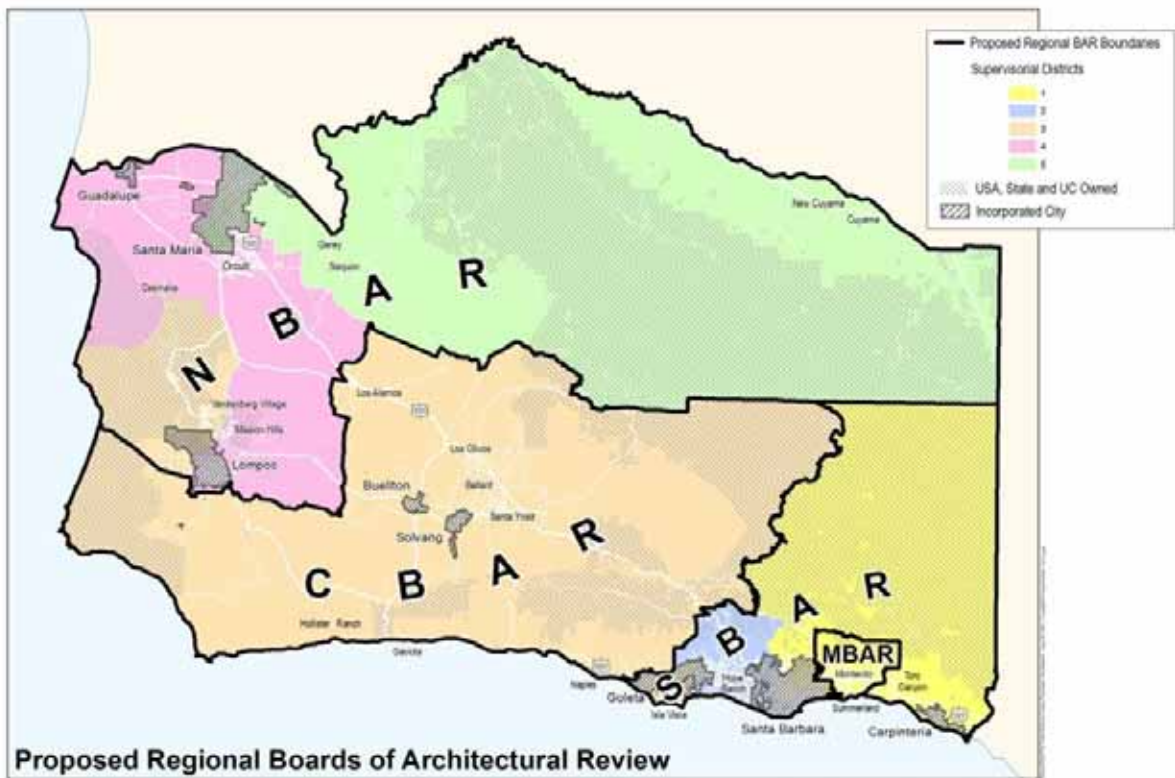 Proposed Regional BAR Boundaries
Supervisorial Districts
1
2
3
4
5
USA, State and UC Owned
Incorporated City
Guadalupe
Santa Maria
Orcutt
Garey
Sisquoc
Casmalia
New Cuyama
Cuyama
N B A R
Vandenberg Village
Mission Hills
Lompoc
Los Alamos
Los Olivos
Ballard
Buellton
Santa Ynez
Solvang
C B A R
Hollister Ranch
Gaviota
Naples
Goleta
Isla Vista
Hope Ranch
S B A R
MBAR
Montecito
Toro Canyon
Summerland
Santa Barbara
Carpinteria
Proposed Regional Boards of Architectural Review